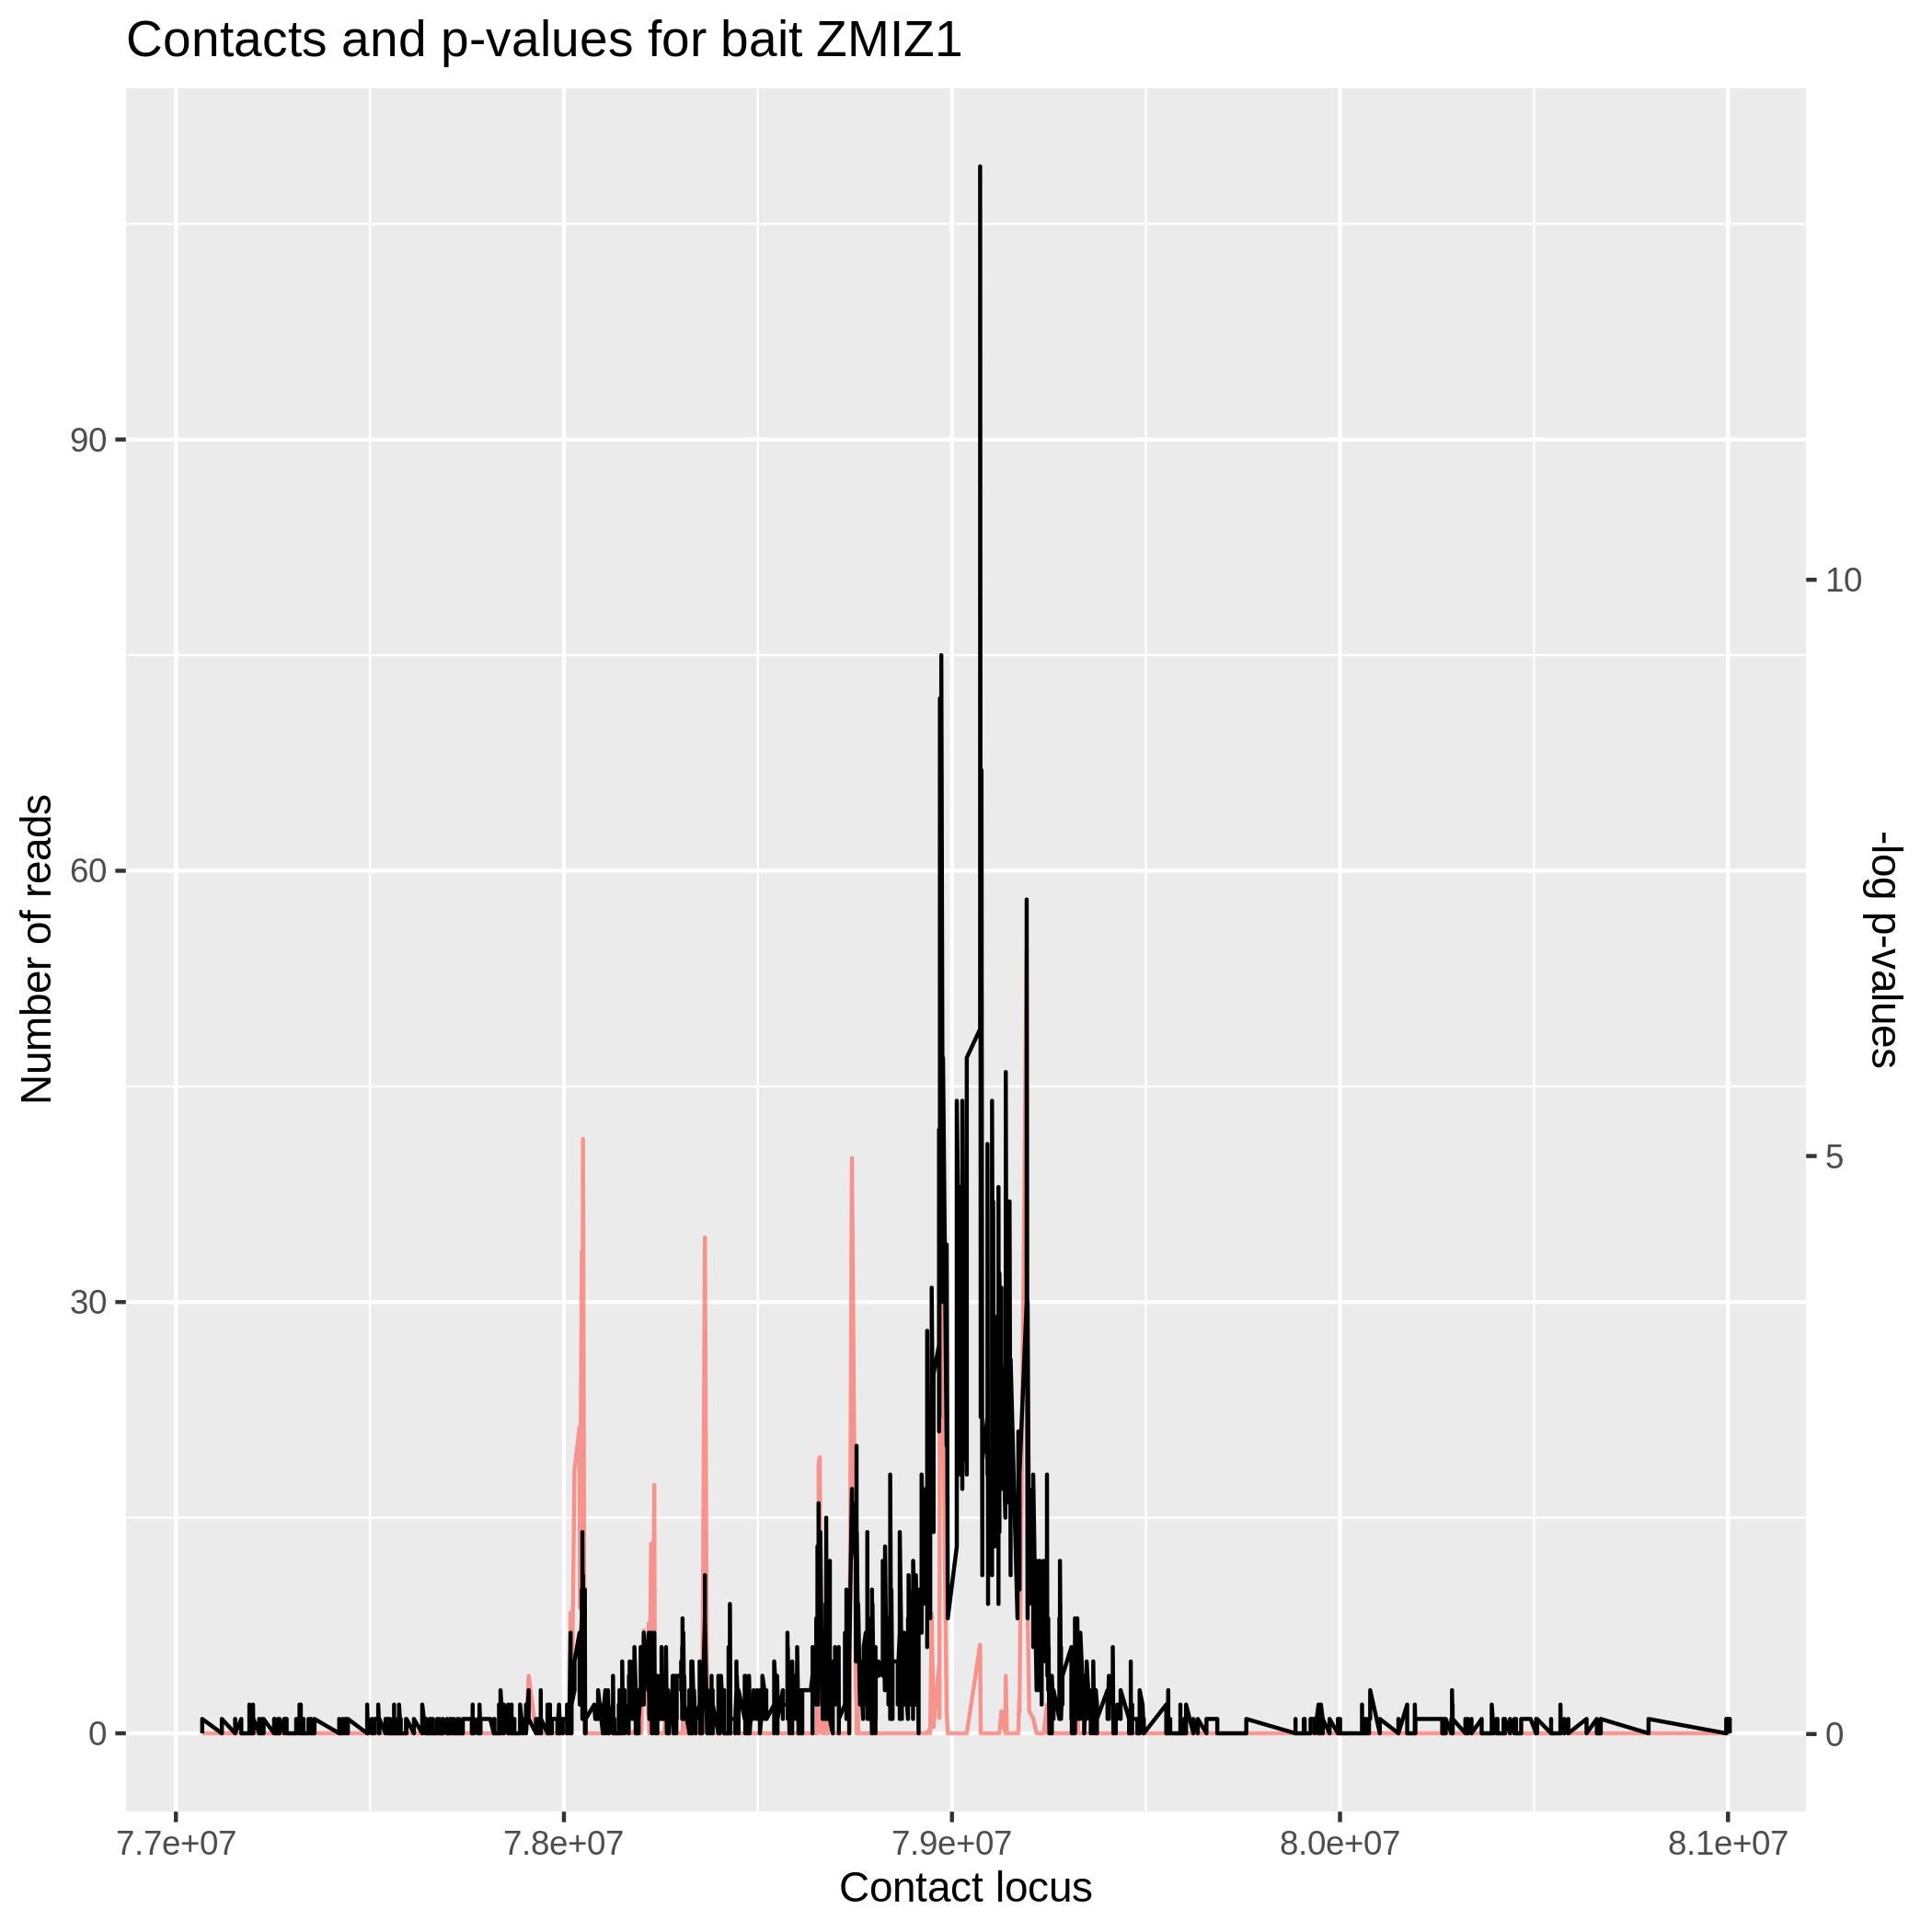 Contacts and p-values for bait ZMIZ1
Number of reads
90
60
30
0
10
5
0
-log p-values
7.7e+07
7.8e+07
7.9e+07
8.0e+07
8.1e+07
Contact locus